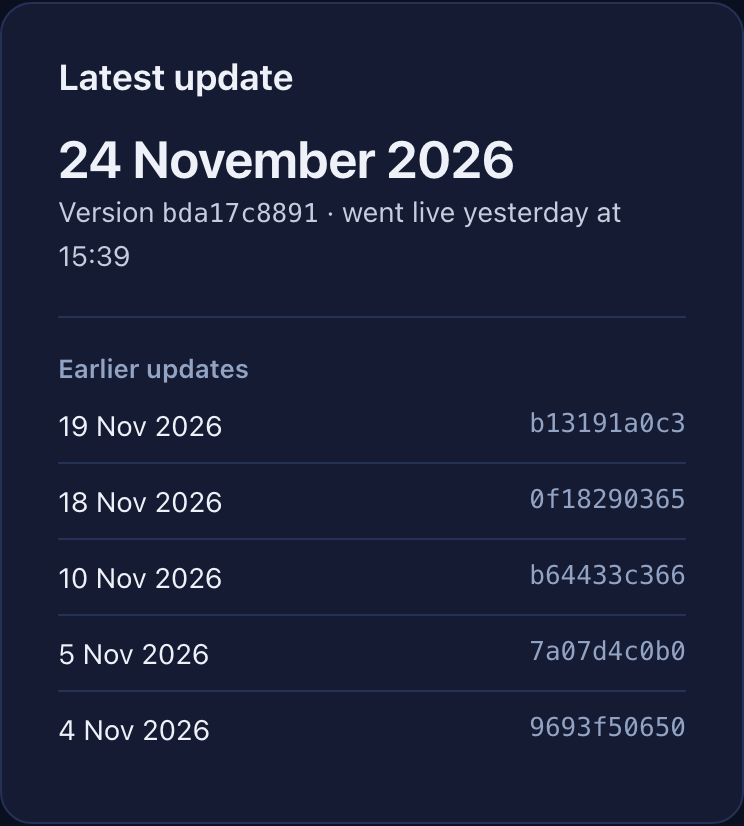 Latest update
24 November 2026
Version bda17c8891 · went live yesterday at
15:39
Earlier updates
19 Nov 2026 b13191a0c3
18 Nov 2026 0f18290365
10 Nov 2026 b64433c366
5 Nov 2026 7a07d4c0b0
4 Nov 2026 9693f50650